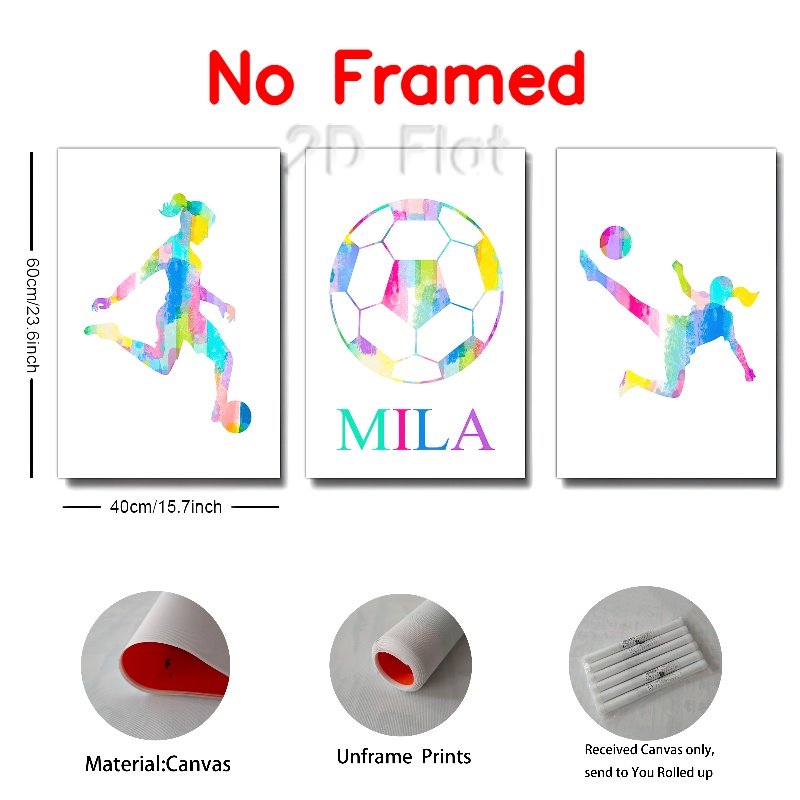 No Framed
2D Flat
60cm/23.6inch
MILA
40cm/15.7inch
Material:Canvas
Unframe Prints
Received Canvas only,
send to You Rolled up